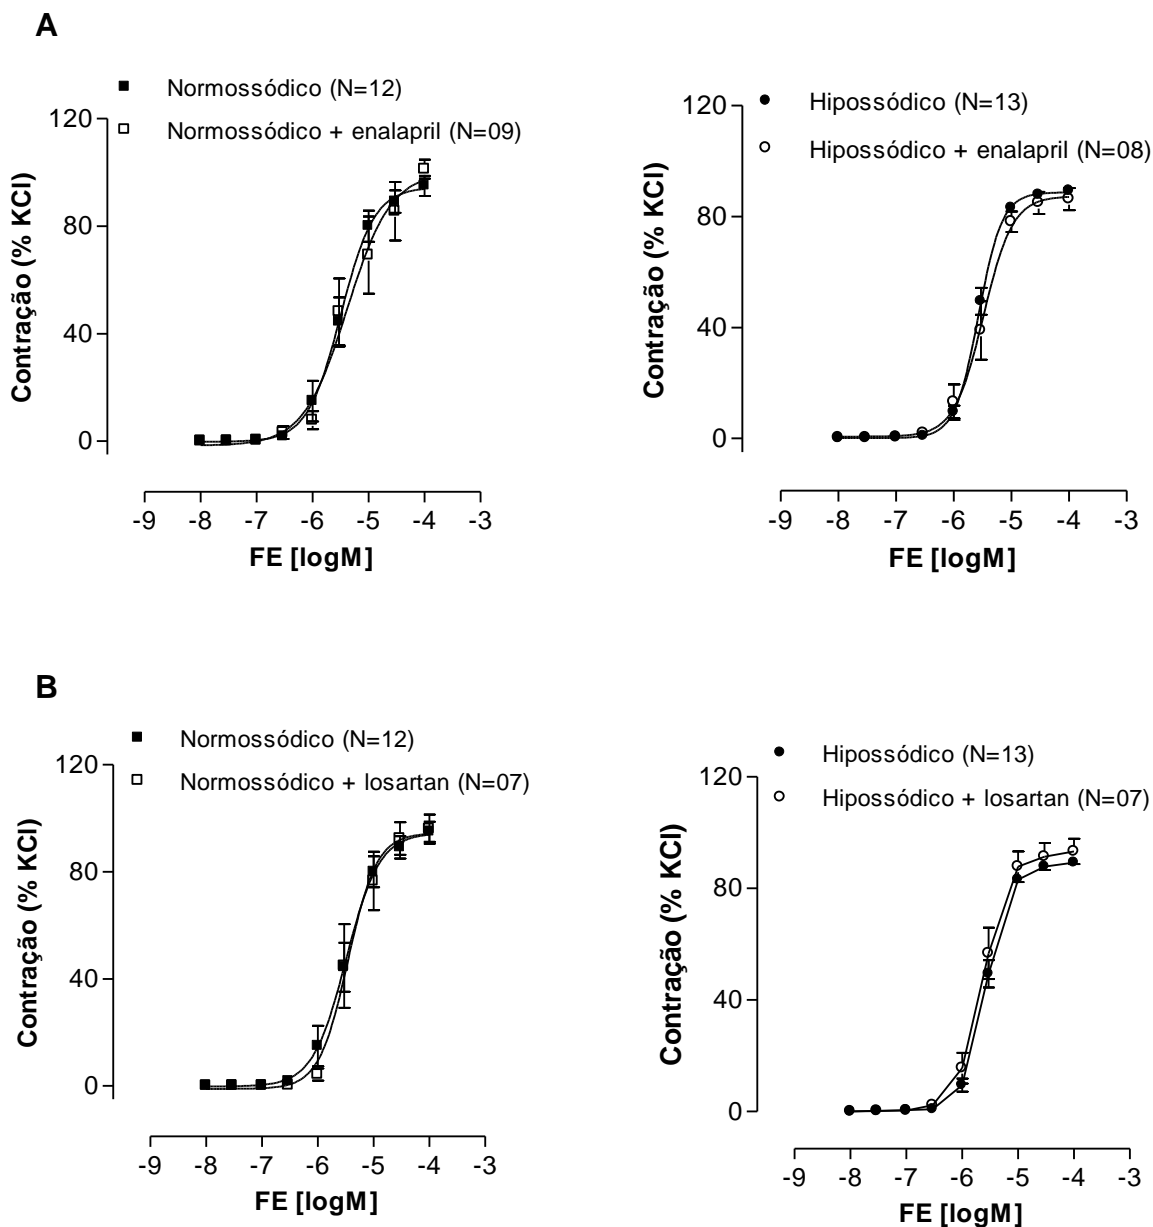 A
Normossódico (N=12)
Normossódico + enalapril (N=09)
120
80
40
0
Contração (% KCl)
-9 -8 -7 -6 -5 -4 -3
FE [logM]
Hipossódico (N=13)
Hipossódico + enalapril (N=08)
120
80
40
0
Contração (% KCl)
-9 -8 -7 -6 -5 -4 -3
FE [logM]
B
Normossódico (N=12)
Normossódico + losartan (N=07)
120
80
40
0
Contração (% KCl)
-9 -8 -7 -6 -5 -4 -3
FE [logM]
Hipossódico (N=13)
Hipossódico + losartan (N=07)
120
80
40
0
Contração (% KCl)
-9 -8 -7 -6 -5 -4 -3
FE [logM]